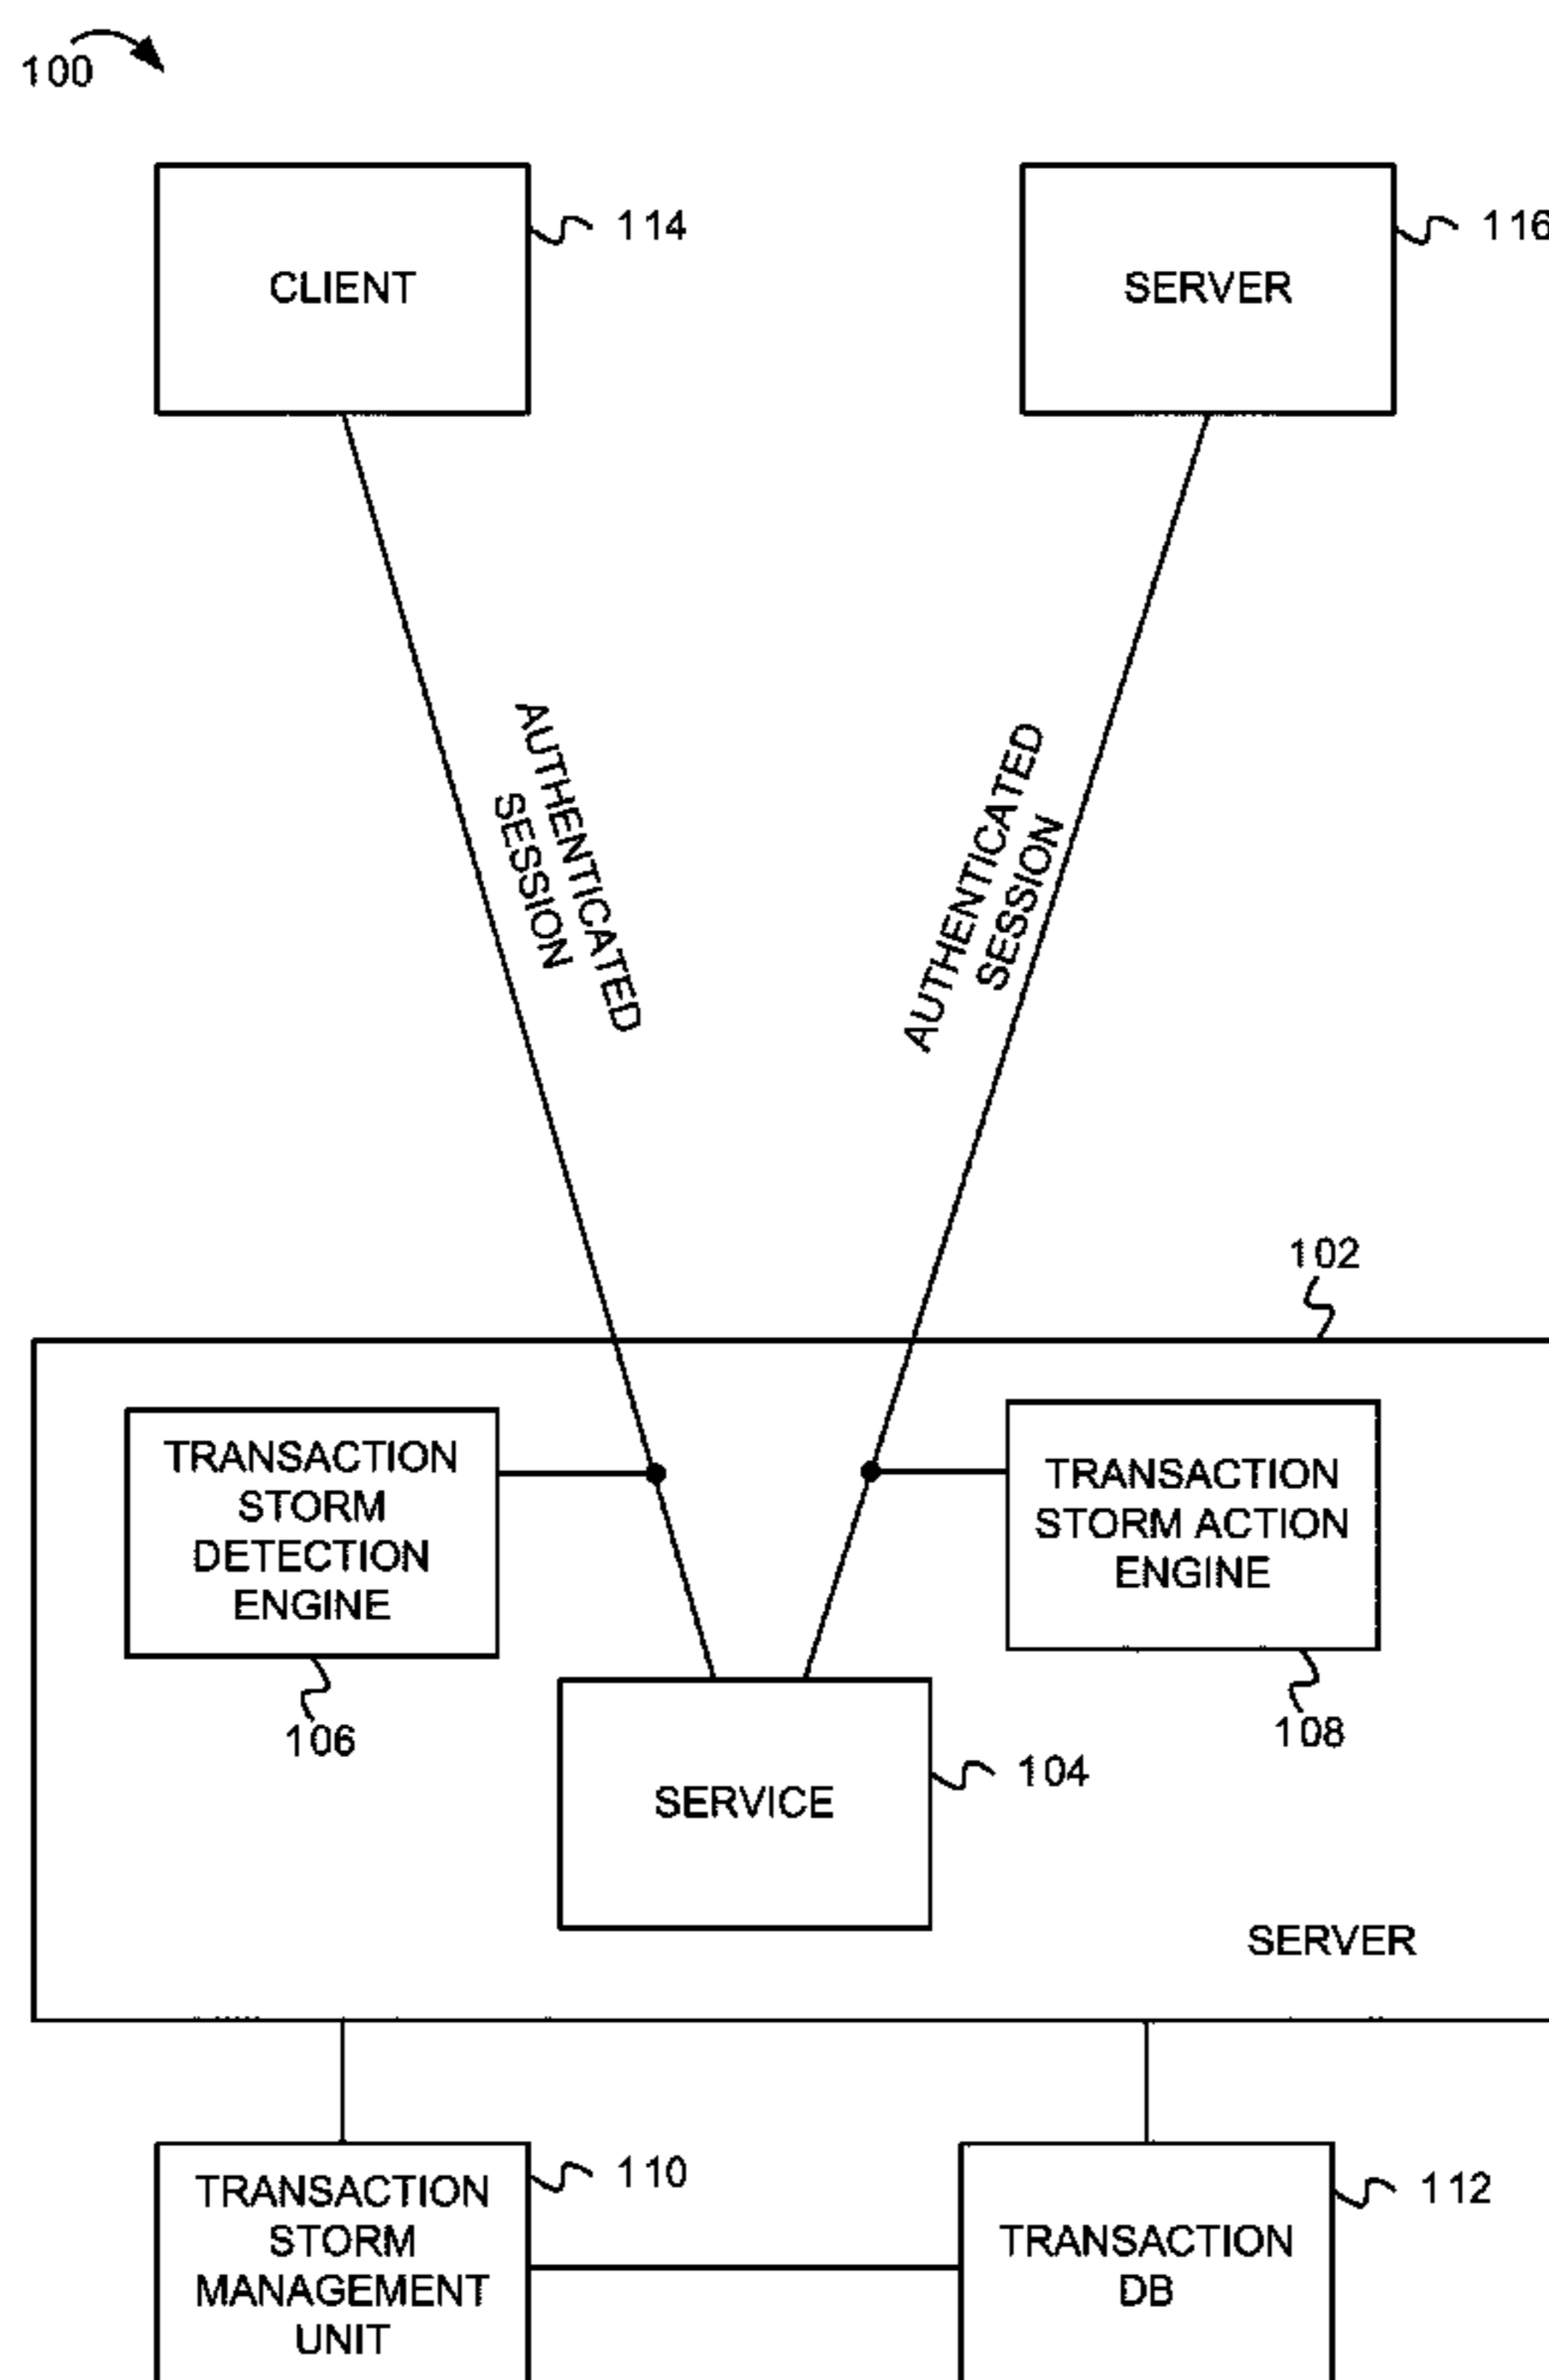 100
CLIENT
114
SERVER
116
AUTHENTICATED
SESSION
AUTHENTICATED
SESSION
102
TRANSACTION
STORM
DETECTION
ENGINE
106
TRANSACTION
STORM ACTION
ENGINE
108
SERVICE
104
SERVER
TRANSACTION
STORM
MANAGEMENT
UNIT
110
TRANSACTION
DB
112